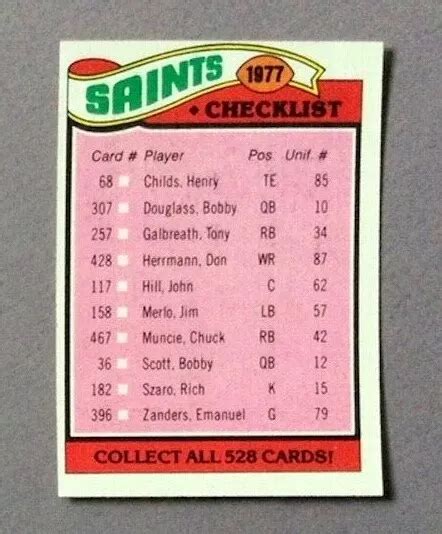 SAINTS 1977
CHECKLIST
Card # Player Pos. Unif. #
68 Childs, Henry TE 85
307 Douglass, Bobby QB 10
257 Galbreath, Tony RB 34
428 Herrmann, Don WR 87
117 Hill, John C 62
158 Merlo, Jim LB 57
467 Muncie, Chuck RB 42
36 Scott, Bobby QB 12
182 Szaro, Rich K 15
396 Zanders, Emanuel G 79
COLLECT ALL 528 CARDS!